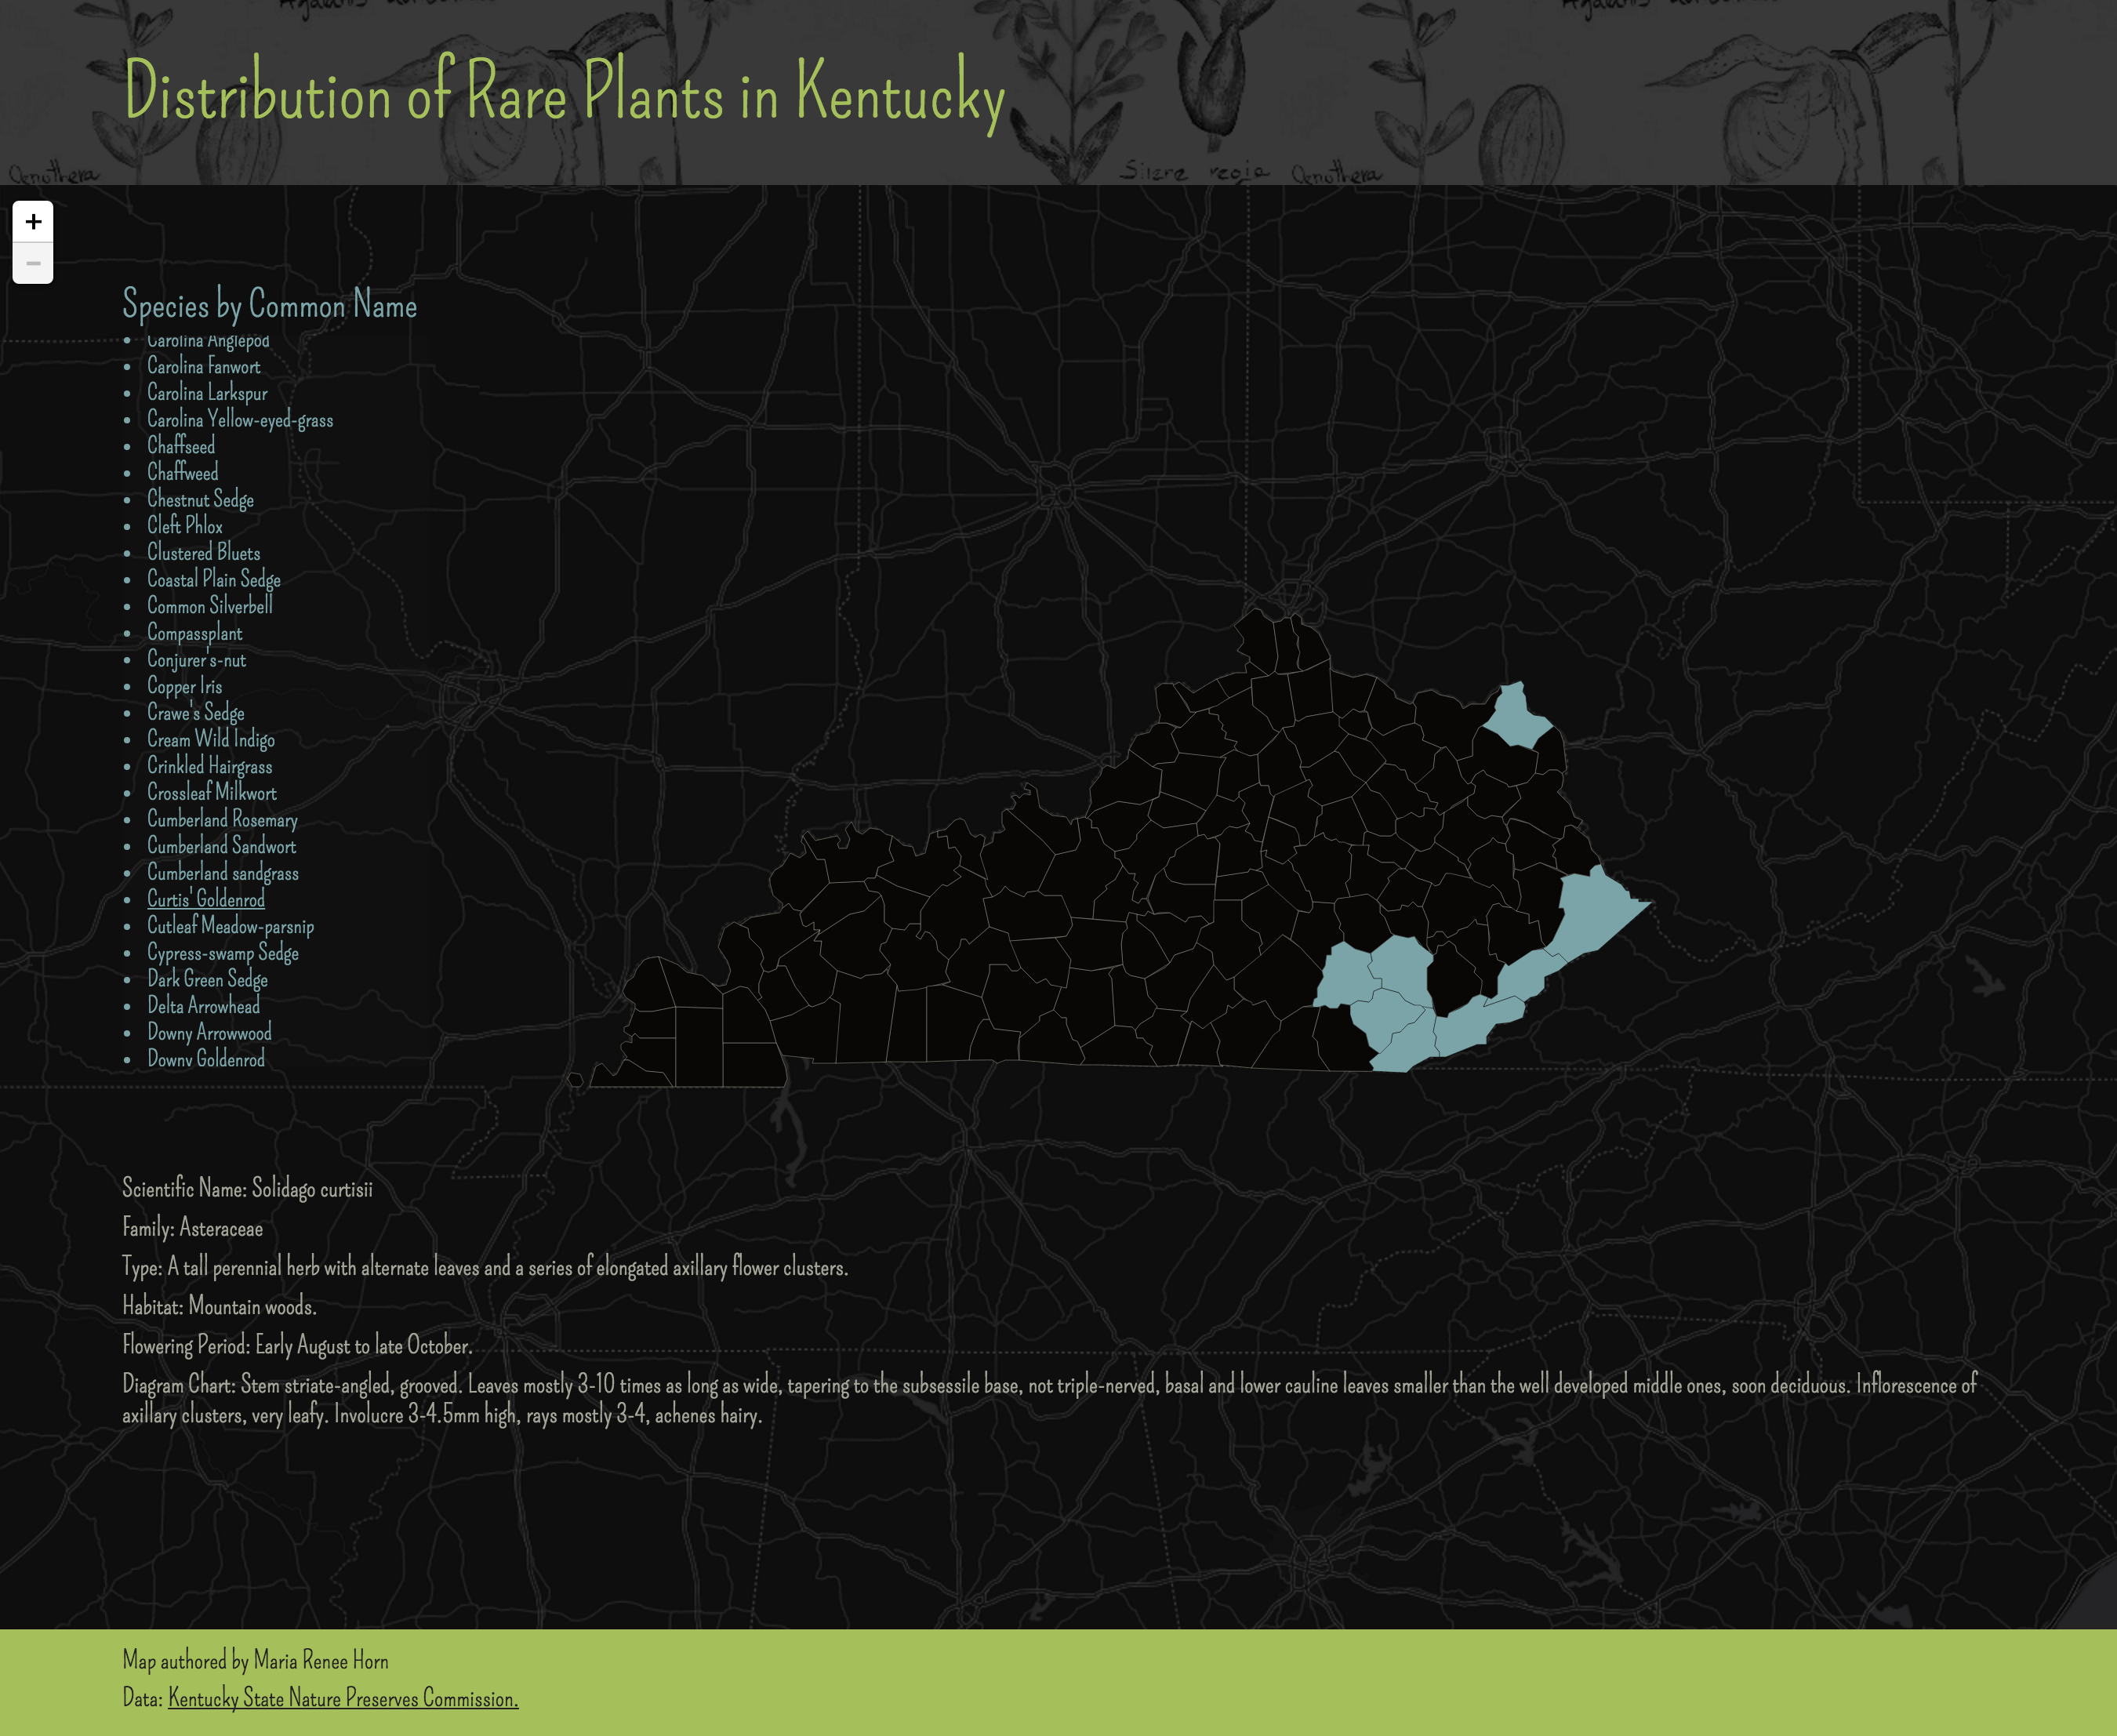 Distribution of Rare Plants in Kentucky
Oenothera
Silene regia
Oenothera
+
−
Species by Common Name
Carolina Anglepod
Carolina Fanwort
Carolina Larkspur
Carolina Yellow-eyed-grass
Chaffseed
Chaffweed
Chestnut Sedge
Cleft Phlox
Clustered Bluets
Coastal Plain Sedge
Common Silverbell
Compassplant
Conjurer's-nut
Copper Iris
Crawe's Sedge
Cream Wild Indigo
Crinkled Hairgrass
Crossleaf Milkwort
Cumberland Rosemary
Cumberland Sandwort
Cumberland sandgrass
Curtis' Goldenrod
Cutleaf Meadow-parsnip
Cypress-swamp Sedge
Dark Green Sedge
Delta Arrowhead
Downy Arrowwood
Downy Goldenrod
Scientific Name: Solidago curtisii
Family: Asteraceae
Type: A tall perennial herb with alternate leaves and a series of elongated axillary flower clusters.
Habitat: Mountain woods.
Flowering Period: Early August to late October.
Diagram Chart: Stem striate-angled, grooved. Leaves mostly 3-10 times as long as wide, tapering to the subsessile base, not triple-nerved, basal and lower cauline leaves smaller than the well developed middle ones, soon deciduous. Inflorescence of
axillary clusters, very leafy. Involucre 3-4.5mm high, rays mostly 3-4, achenes hairy.
Map authored by Maria Renee Horn
Data: Kentucky State Nature Preserves Commission.